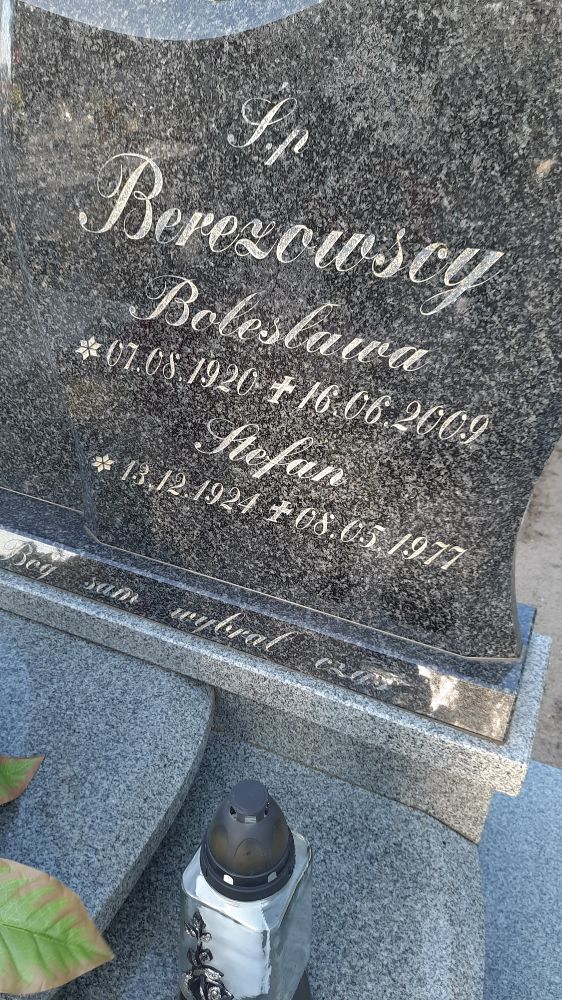 Ś.p
Berezowscy
Bolesława
* 07.08.1920 ✝ 16.06.2009
Stefan
* 13.12.1924 ✝ 08.05.1977
Bóg sam wybrał czas